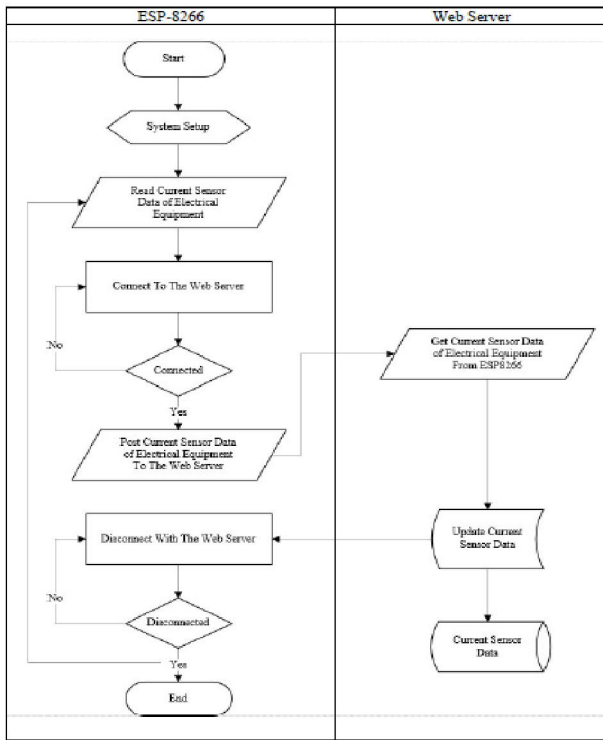 ESP-8266
Web Server
Start
System Setup
Read Current Sensor
Data of Electrical
Equipment
Connect To The Web Server
No
Connected
Yes
Post Current Sensor Data
of Electrical Equipment
To The Web Server
Get Current Sensor Data
of Electrical Equipment
From ESP8266
Disconnect With The Web Server
Update Current
Sensor Data
No
Disconnected
Current Sensor
Data
Yes
End